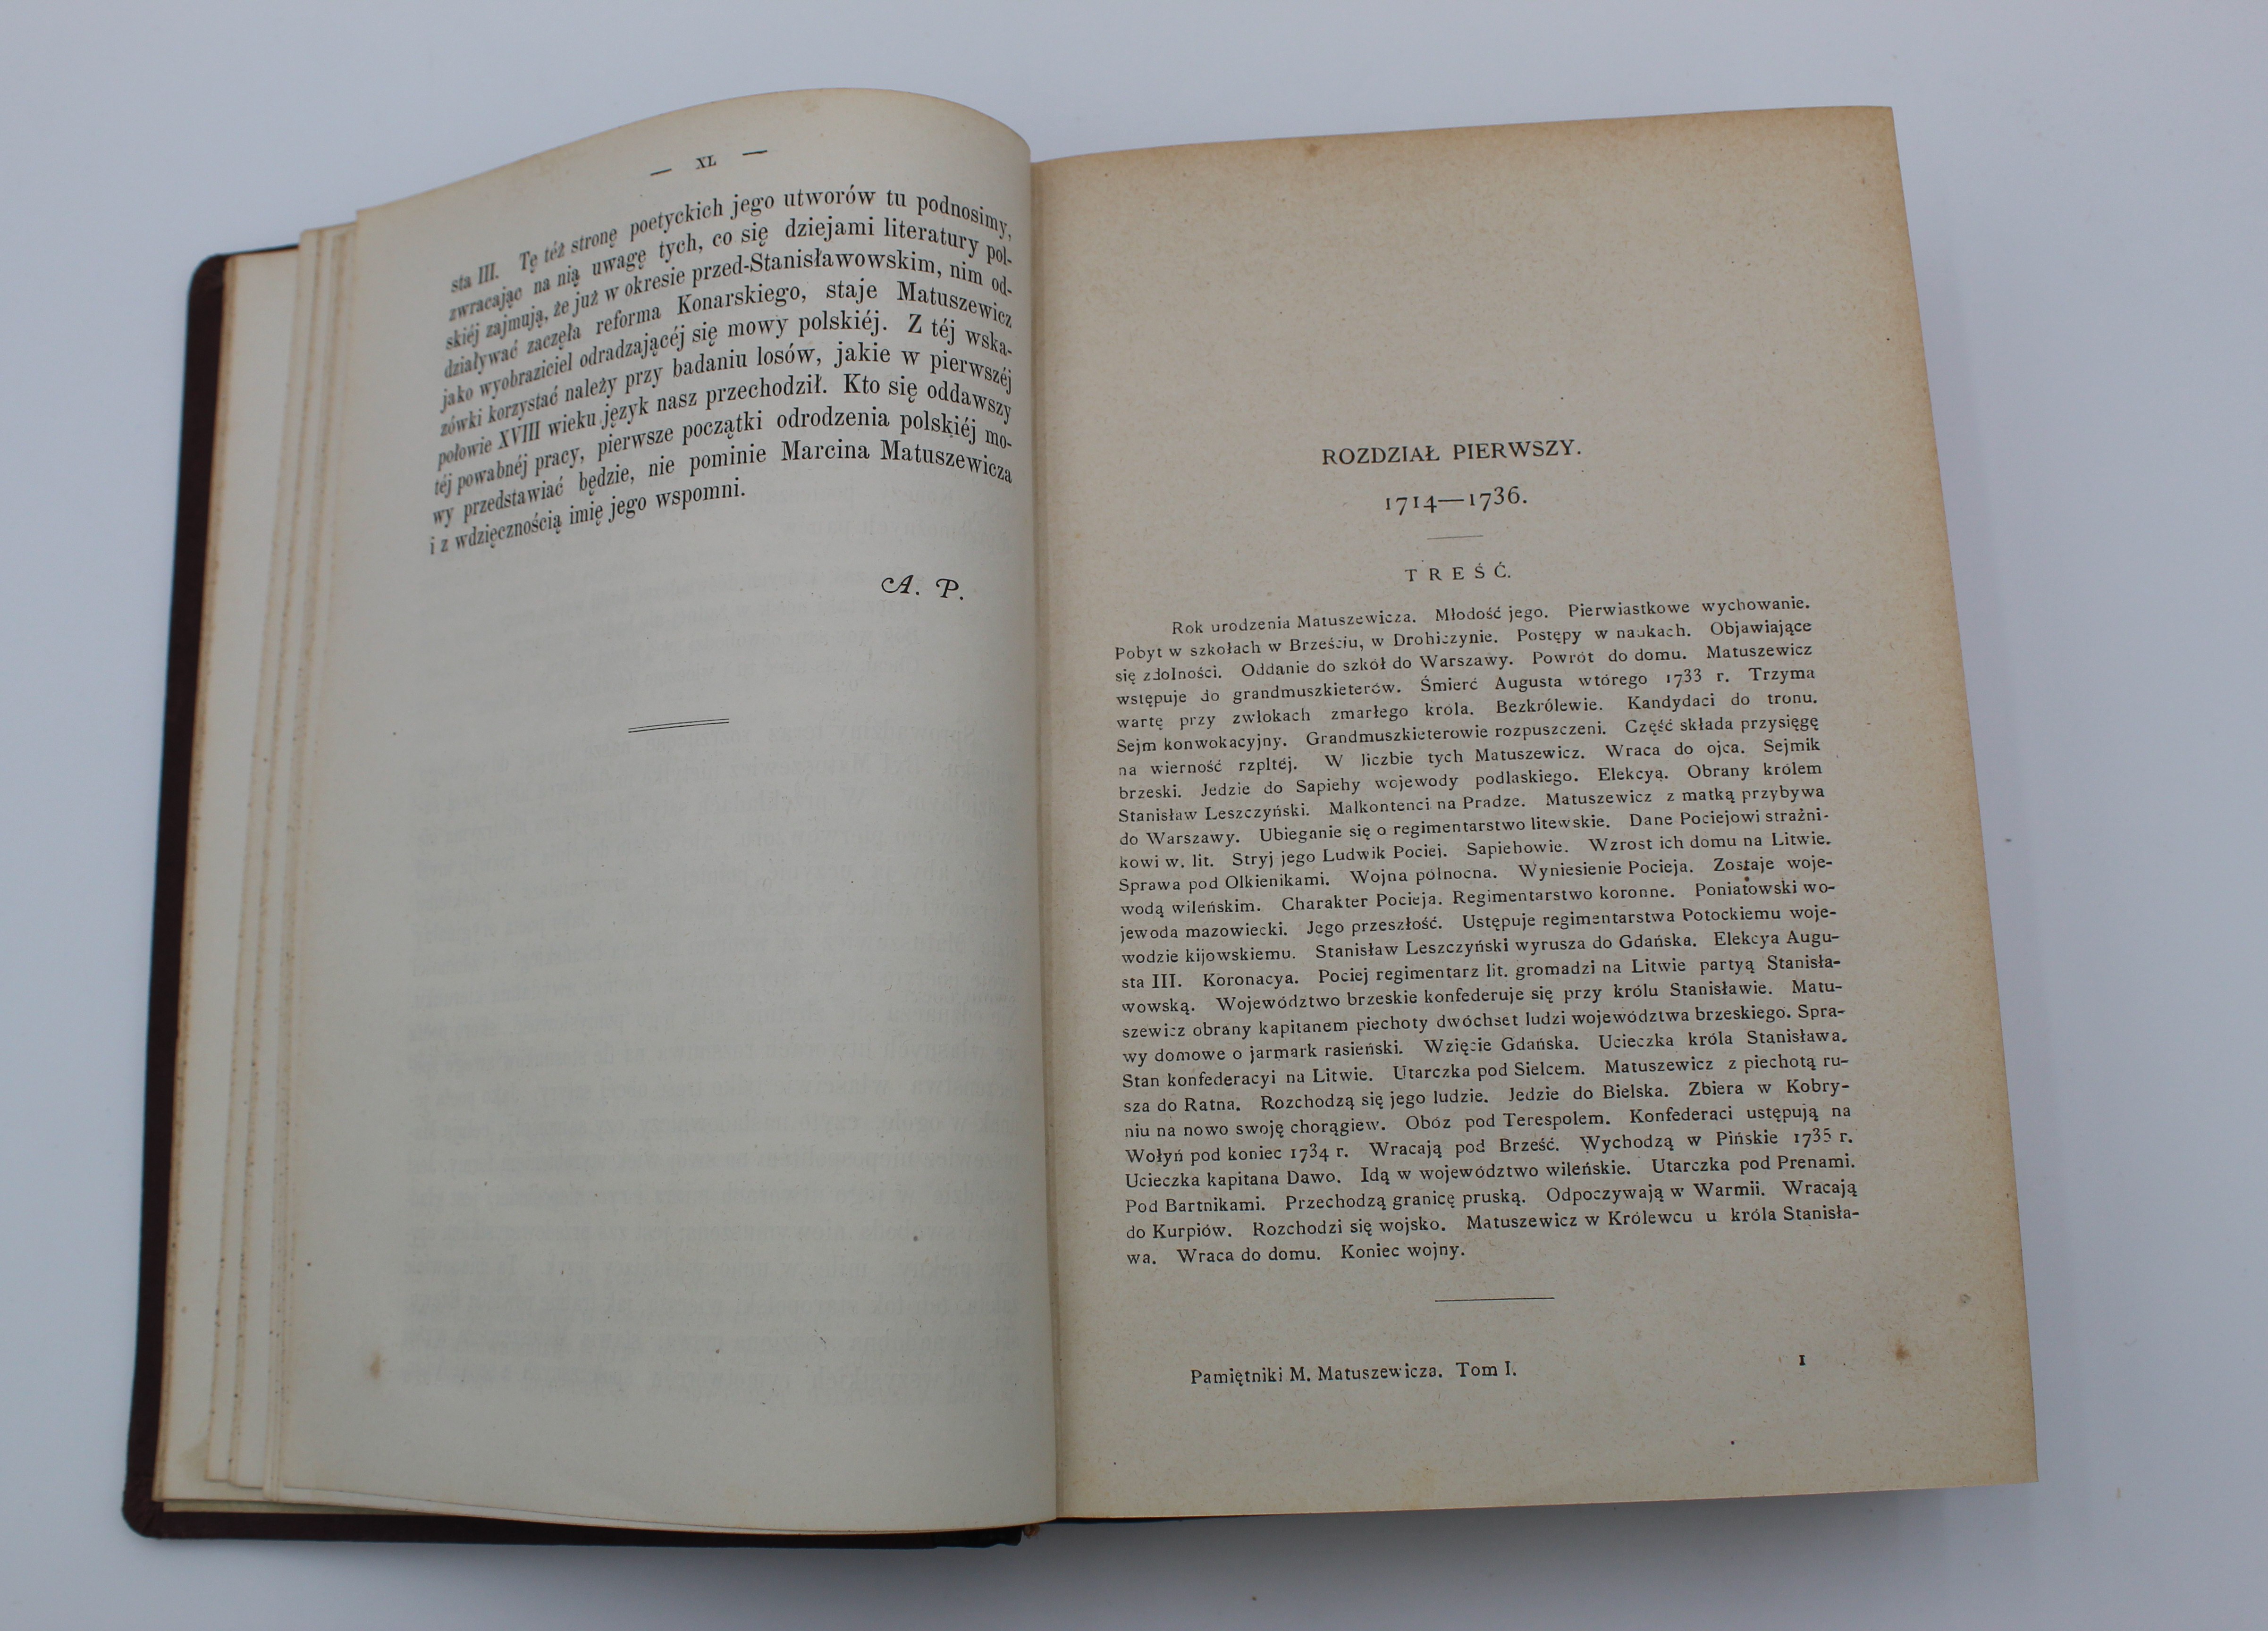 — XL —
sta III. Tę téż stronę poetyckich jego utworów tu podnosimy,
zwracając na nią uwagę tych, co się dziejami literatury pol-
skiéj zajmują, że już w okresie przed-Stanisławowskim, nim od-
działywać zaczęła reforma Konarskiego, staje Matuszewicz
jako wyobraziciel odradzającéj się mowy polskiéj. Z téj wska-
zówki korzystać należy przy badaniu losów, jakie w pierwszéj
połowie XVIII wieku język nasz przechodził. Kto się oddawszy
téj powabnéj pracy, pierwsze początki odrodzenia polskiéj mo-
wy przedstawiać będzie, nie pominie Marcina Matuszewicza
i z wdzięcznością imię jego wspomni.
A. P.
ROZDZIAŁ PIERWSZY.
1714—1736.
TREŚĆ.
Rok urodzenia Matuszewicza. Młodość jego. Pierwiastkowe wychowanie.
Pobyt w szkołach w Brześciu, w Drohiczynie. Postępy w naukach. Objawiające
się zdolności. Oddanie do szkół do Warszawy. Powrót do domu. Matuszewicz
wstępuje do grandmuszkieterów. Śmierć Augusta wtórego 1733 r. Trzyma
wartę przy zwłokach zmarłego króla. Bezkrólewie. Kandydaci do tronu.
Sejm konwokacyjny. Grandmuszkieterowie rozpuszczeni. Część składa przysięgę
na wierność rzpltéj. W liczbie tych Matuszewicz. Wraca do ojca. Sejmik
brzeski. Jedzie do Sapiehy wojewody podlaskiego. Elekcya. Obrany królem
Stanisław Leszczyński. Malkontenci na Pradze. Matuszewicz z matką przybywa
do Warszawy. Ubieganie się o regimentarstwo litewskie. Dane Pociejowi straźni-
kowi w. lit. Stryj jego Ludwik Pociej. Sapiehowie. Wzrost ich domu na Litwie.
Sprawa pod Olkienikami. Wojna północna. Wyniesienie Pocieja. Zostaje woje-
wodą wileńskim. Charakter Pocieja. Regimentarstwo koronne. Poniatowski wo-
jewoda mazowiecki. Jego przeszłość. Ustępuje regimentarstwa Potockiemu woje-
wodzie kijowskiemu. Stanisław Leszczyński wyrusza do Gdańska. Elekcya Augu-
sta III. Koronacya. Pociej regimentarz lit. gromadzi na Litwie partyą Stanisła-
wowską. Województwo brzeskie konfederuje się przy królu Stanisławie. Matu-
szewicz obrany kapitanem piechoty dwóchset ludzi województwa brzeskiego. Spra-
wy domowe o jarmark rasieński. Wzięcie Gdańska. Ucieczka króla Stanisława.
Stan konfederacyi na Litwie. Utarczka pod Sielcem. Matuszewicz z piechotą ru-
sza do Ratna. Rozchodzą się jego ludzie. Jedzie do Bielska. Zbiera w Kobry-
niu na nowo swoję chorągiew. Obóz pod Terespolem. Konfederaci ustępują na
Wołyń pod koniec 1734 r. Wracają pod Brześć. Wychodzą w Pińskie 1735 r.
Ucieczka kapitana Dawo. Idą w województwo wileńskie. Utarczka pod Prenami.
Pod Bartnikami. Przechodzą granicę pruską. Odpoczywają w Warmii. Wracają
do Kurpiów. Rozchodzi się wojsko. Matuszewicz w Królewcu u króla Stanisła-
wa. Wraca do domu. Koniec wojny.
Pamiętniki M. Matuszewicza. Tom I. 1